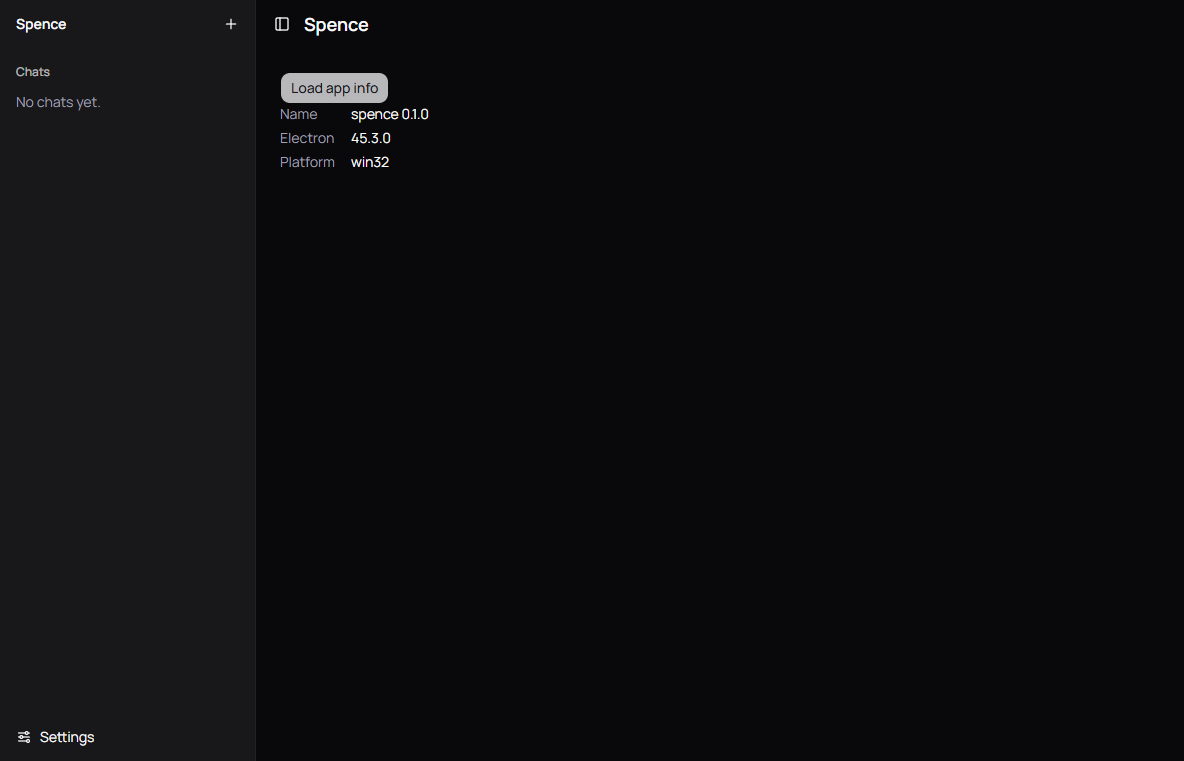 Spence
Chats
No chats yet.
Settings
Spence
Load app info
Name spence 0.1.0
Electron 45.3.0
Platform win32